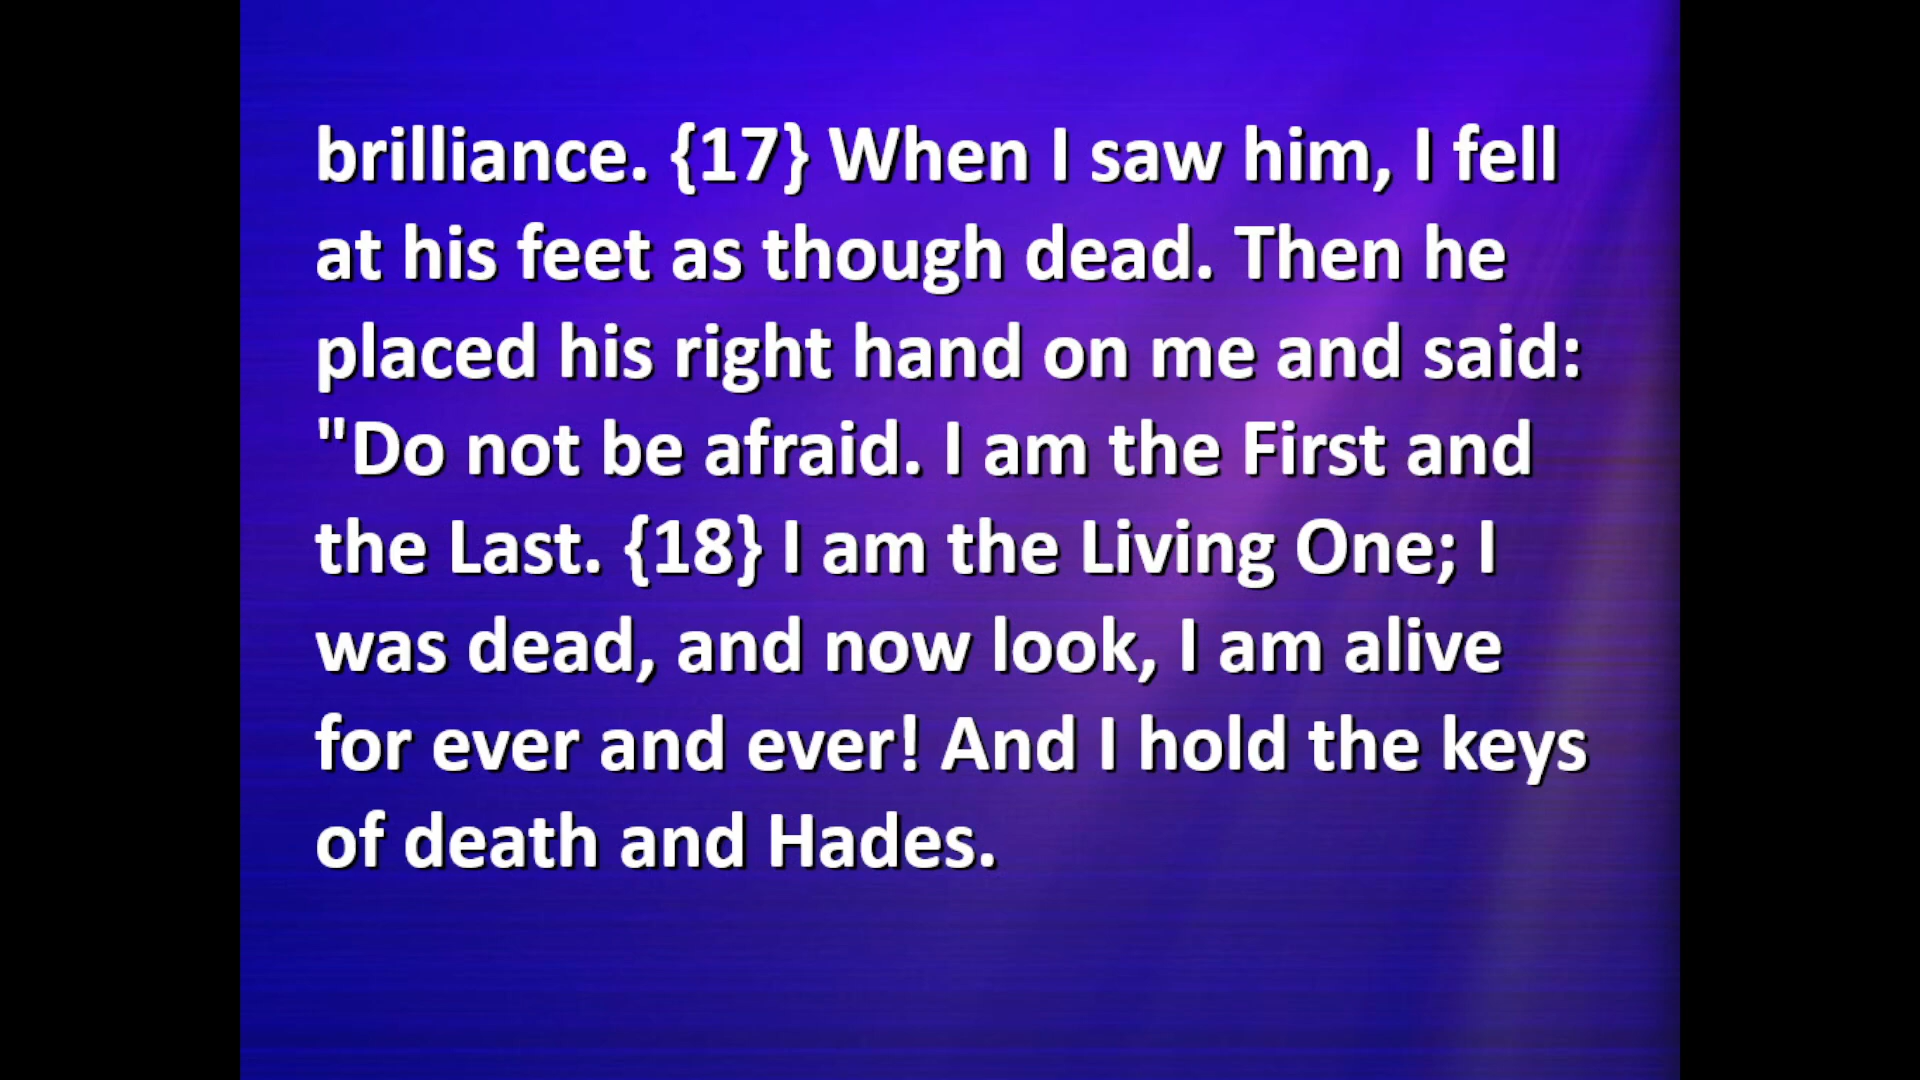 brilliance. {17} When I saw him, I fell
at his feet as though dead. Then he
placed his right hand on me and said:
"Do not be afraid. I am the First and
the Last. {18} I am the Living One; I
was dead, and now look, I am alive
for ever and ever! And I hold the keys
of death and Hades.